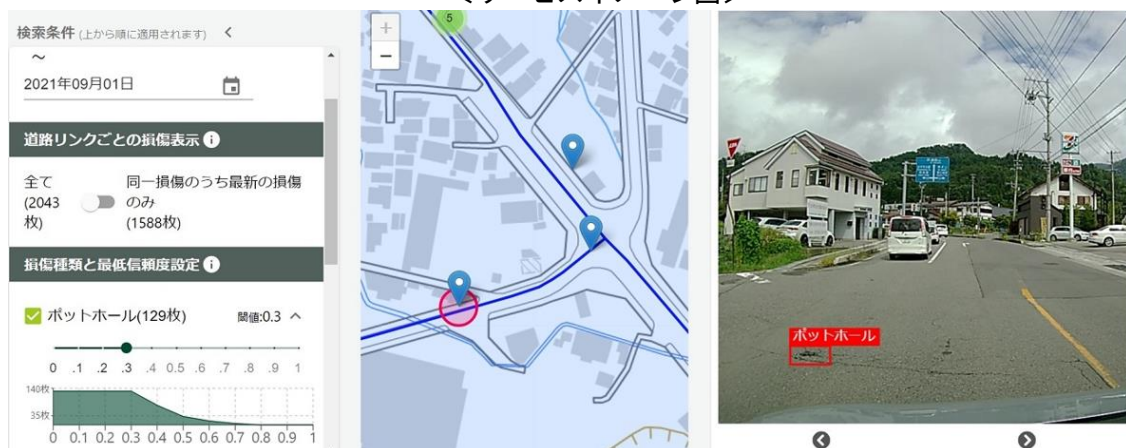 検索条件 (上から順に適用されます) く
～
2021年09月01日
道路リンクごとの損傷表示 i
全て
(2043
枚)
同一損傷のうち最新の損傷
のみ
(1588枚)
損傷種類と最低信頼度設定 i
ポットホール(129枚) 閾値:0.3
0 .1 .2 .3 .4 0.5 .6 .7 .8 .9 1
140枚
35枚
0 0.1 0.2 0.3 0.4 0.5 0.6 0.7 0.8 0.9 1
5
+
−
ポットホール